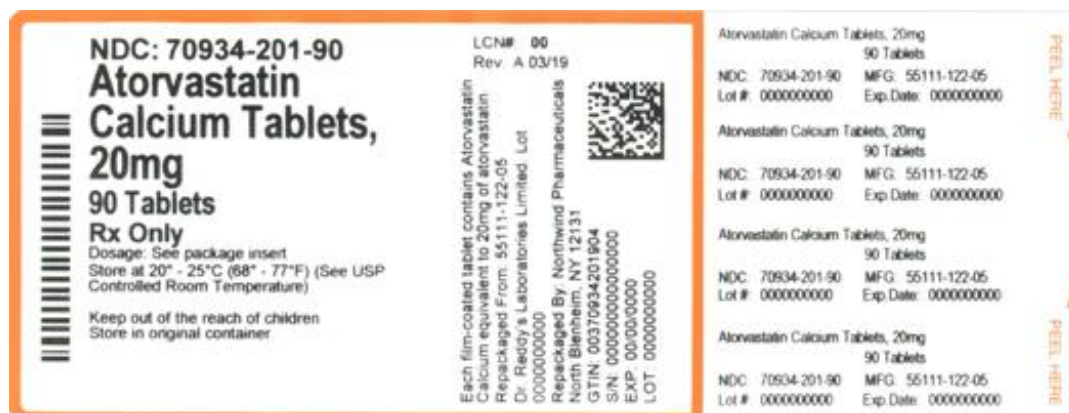 NDC: 70934-201-90
Atorvastatin
Calcium Tablets,
20mg
90 Tablets
Rx Only
Dosage: See package insert
Store at 20° - 25°C (68° - 77°F) (See USP
Controlled Room Temperature)
Keep out of the reach of children
Store in original container
LCN#: 00
Rev. A 03/19
Each film-coated tablet contains Atorvastatin
Calcium equivalent to 20mg of atorvastatin
Repackaged From: 55111-122-05
Dr. Reddy's Laboratories Limited. Lot
0000000000
Repackaged By: Northwind Pharmaceuticals
North Blenheim, NY 12131
GTIN: 00370934201904
S/N: 00000000000000
EXP: 00/00/0000
LOT: 0000000000
Atorvastatin Calcium Tablets, 20mg
90 Tablets
NDC: 70934-201-90 MFG: 55111-122-05
Lot #: 0000000000 Exp.Date: 0000000000
Atorvastatin Calcium Tablets, 20mg
90 Tablets
NDC: 70934-201-90 MFG: 55111-122-05
Lot #: 0000000000 Exp.Date: 0000000000
Atorvastatin Calcium Tablets, 20mg
90 Tablets
NDC: 70934-201-90 MFG: 55111-122-05
Lot #: 0000000000 Exp.Date: 0000000000
Atorvastatin Calcium Tablets, 20mg
90 Tablets
NDC: 70934-201-90 MFG: 55111-122-05
Lot #: 0000000000 Exp.Date: 0000000000
PEEL HERE
PEEL HERE